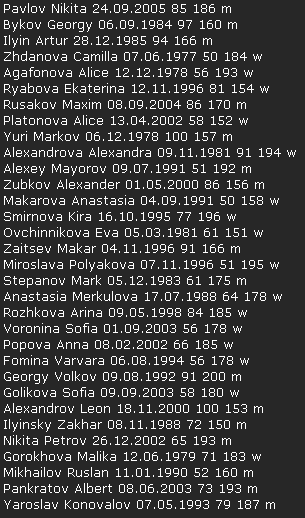 Pavlov Nikita 24.09.2005 85 186 m
Bykov Georgy 06.09.1984 97 160 m
Ilyin Artur 28.12.1985 94 166 m
Zhdanova Camilla 07.06.1977 50 184 w
Agafonova Alice 12.12.1978 56 193 w
Ryabova Ekaterina 12.11.1996 81 154 w
Rusakov Maxim 08.09.2004 86 170 m
Platonova Alice 13.04.2002 58 152 w
Yuri Markov 06.12.1978 100 157 m
Alexandrova Alexandra 09.11.1981 91 194 w
Alexey Mayorov 09.07.1991 51 192 m
Zubkov Alexander 01.05.2000 86 156 m
Makarova Anastasia 04.09.1991 50 158 w
Smirnova Kira 16.10.1995 77 196 w
Ovchinnikova Eva 05.03.1981 61 151 w
Zaitsev Makar 04.11.1996 91 166 m
Miroslava Polyakova 07.11.1996 51 195 w
Stepanov Mark 05.12.1983 61 175 m
Anastasia Merkulova 17.07.1988 64 178 w
Rozhkova Arina 09.05.1998 84 185 w
Voronina Sofia 01.09.2003 56 178 w
Popova Anna 08.02.2002 66 185 w
Fomina Varvara 06.08.1994 56 178 w
Georgy Volkov 09.08.1992 91 200 m
Golikova Sofia 09.09.2003 58 180 w
Alexandrov Leon 18.11.2000 100 153 m
Ilyinsky Zakhar 08.11.1988 72 150 m
Nikita Petrov 26.12.2002 65 193 m
Gorokhova Malika 12.06.1979 71 183 w
Mikhailov Ruslan 11.01.1990 52 160 m
Pankratov Albert 08.06.2003 73 193 m
Yaroslav Konovalov 07.05.1993 79 187 m